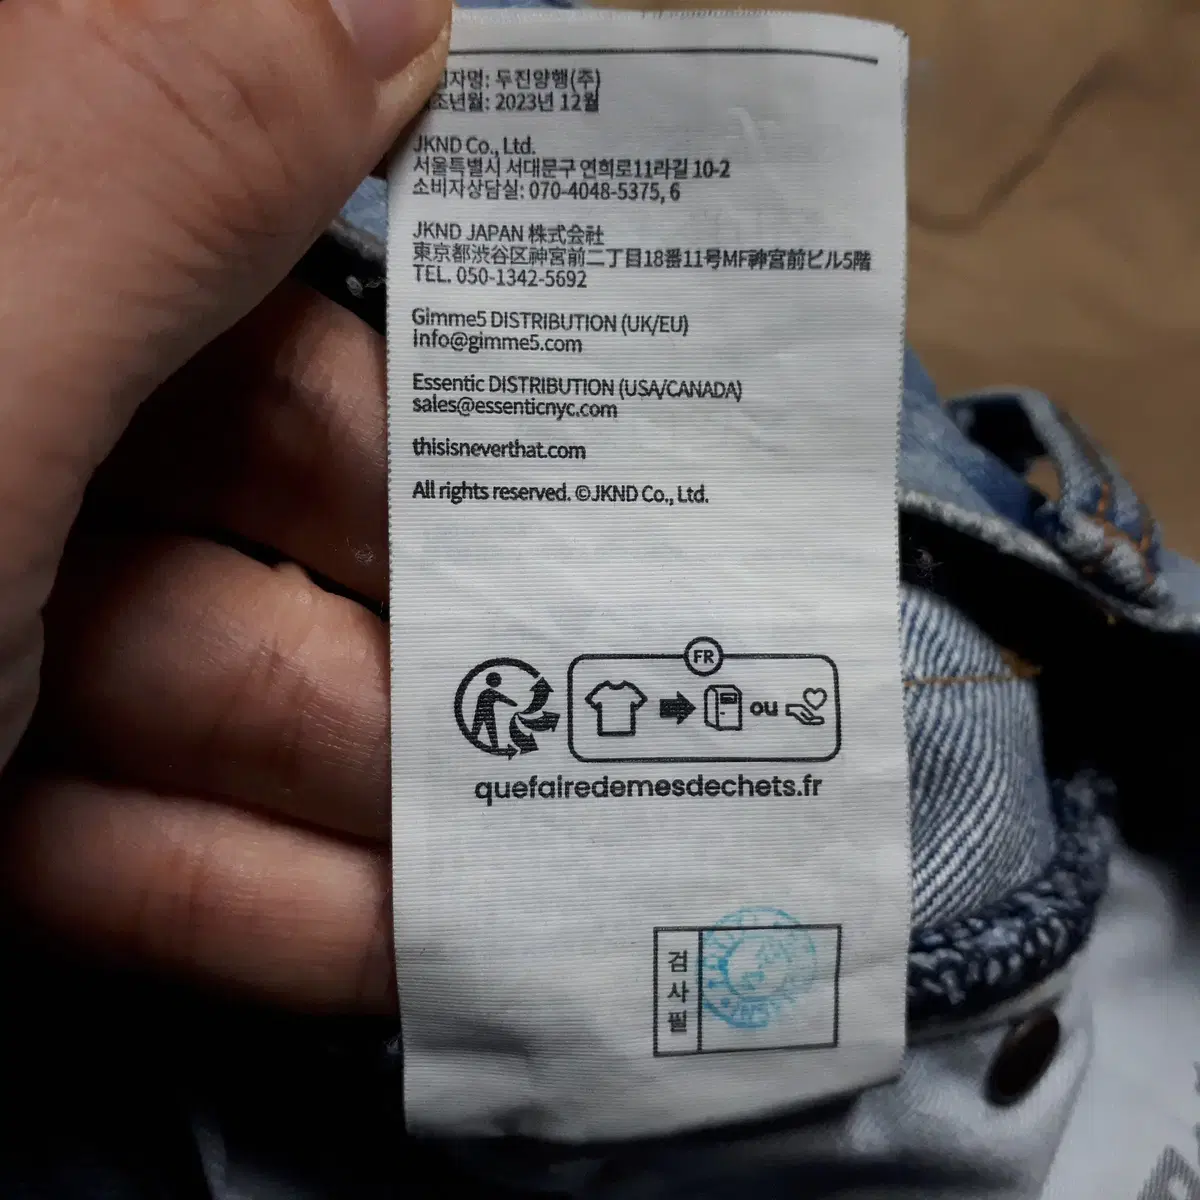 자명: 두진양행(주)
조년월: 2023년 12월
JKND Co., Ltd.
서울특별시 서대문구 연희로11라길 10-2
소비자상담실: 070-4048-5375, 6
JKND JAPAN 株式会社
東京都渋谷区神宮前二丁目18番11号MF神宮前ビル5階
TEL. 050-1342-5692
Gimme5 DISTRIBUTION (UK/EU)
info@gimme5.com
Essentic DISTRIBUTION (USA/CANADA)
sales@essenticnyc.com
thisisneverthat.com
All rights reserved. ©JKND Co., Ltd.
FR
ou
quefairedemesdechets.fr
검사필